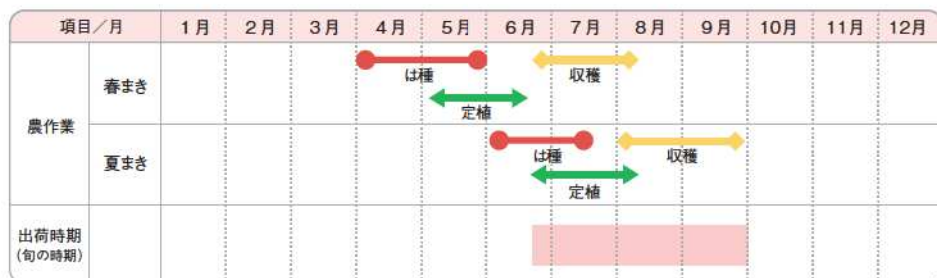 項目／月 1月 2月 3月 4月 5月 6月 7月 8月 9月 10月 11月 12月
農作業
春まき
は種
収穫
定植
夏まき
は種
収穫
定植
出荷時期
(旬の時期)